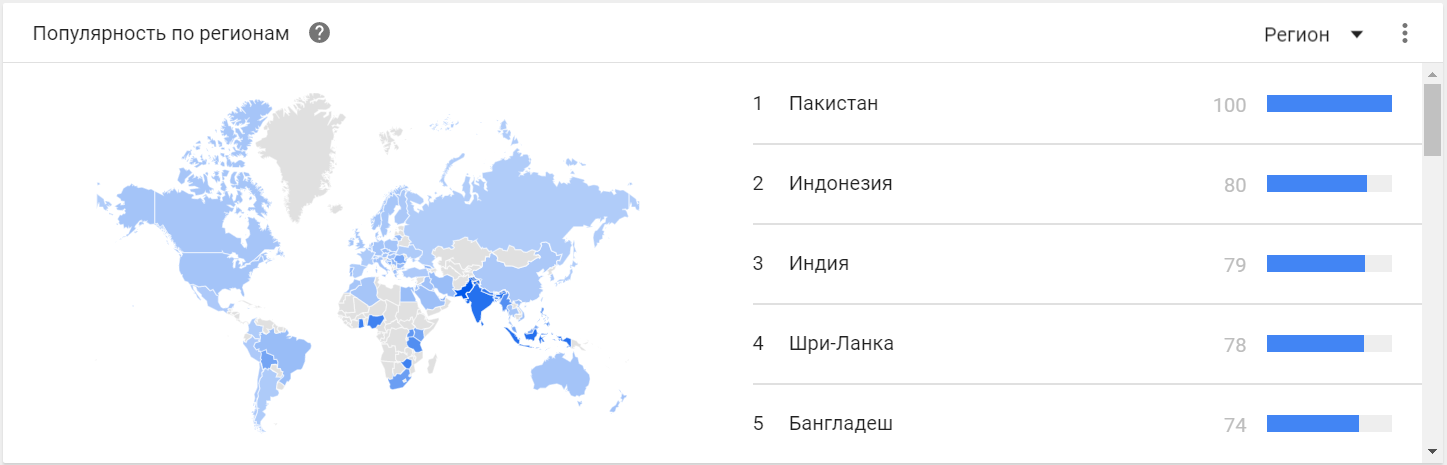 Популярность по регионам ?
Регион
1 Пакистан 100
2 Индонезия 80
3 Индия 79
4 Шри-Ланка 78
5 Бангладеш 74